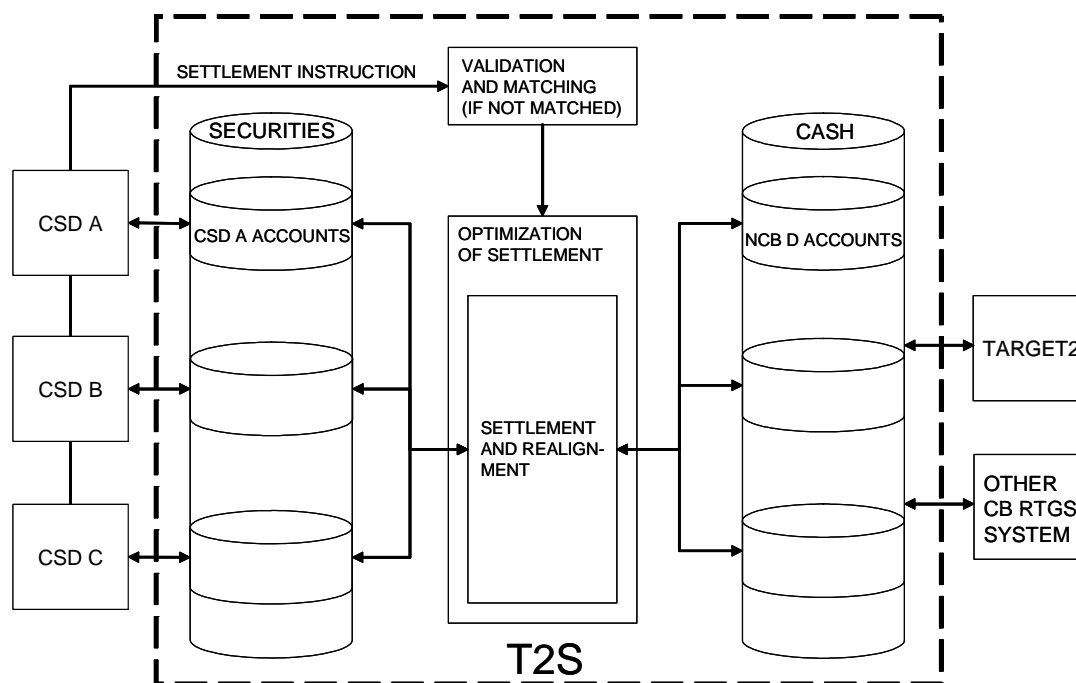 SETTLEMENT INSTRUCTION
VALIDATION
AND MATCHING
(IF NOT MATCHED)
SECURITIES
CASH
CSD A
CSD A ACCOUNTS
OPTIMIZATION
OF SETTLEMENT
NCB D ACCOUNTS
TARGET2
CSD B
SETTLEMENT
AND REALIGN-
MENT
OTHER
CB RTGS
SYSTEM
CSD C
T2S